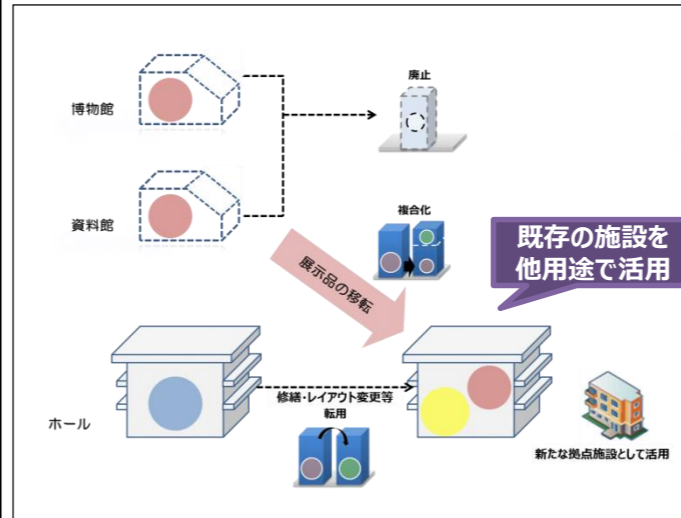 廃止
博物館
資料館
複合化
既存の施設を
他用途で活用
展示品の移転
ホール
修繕・レイアウト変更等
転用
新たな拠点施設として活用